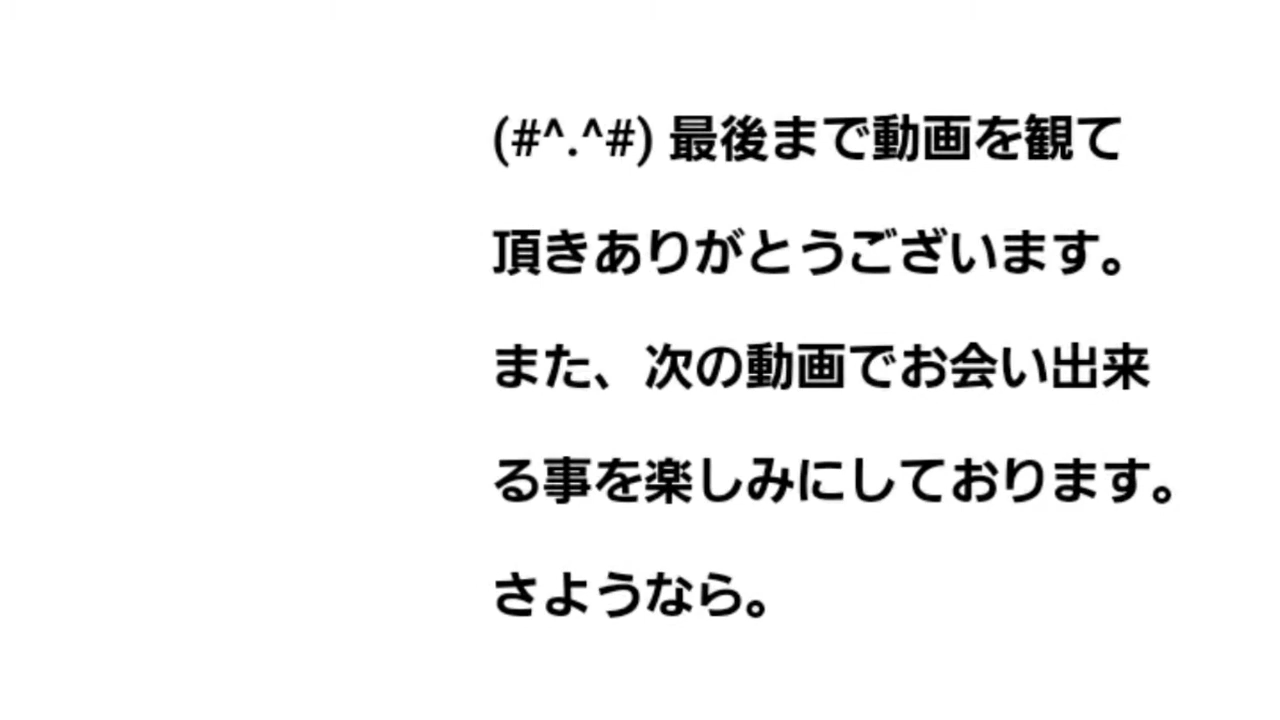 (#^.^#) 最後まで動画を観て
頂きありがとうございます。
また、次の動画でお会い出来
る事を楽しみにしております。
さようなら。